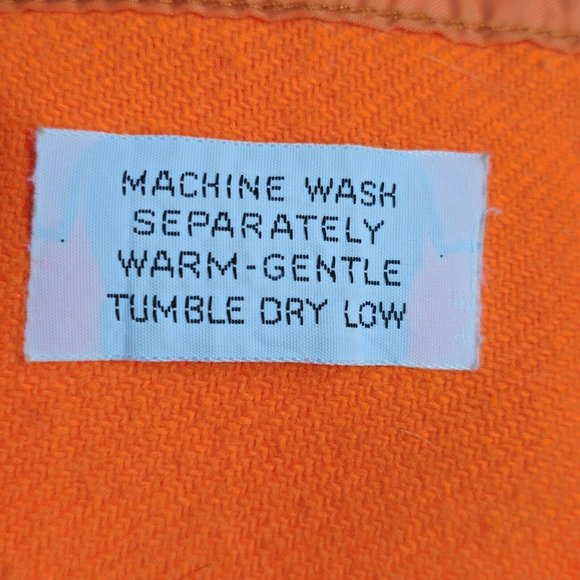 MACHINE WASH
SEPARATELY
WARM-GENTLE
TUMBLE DRY LOW